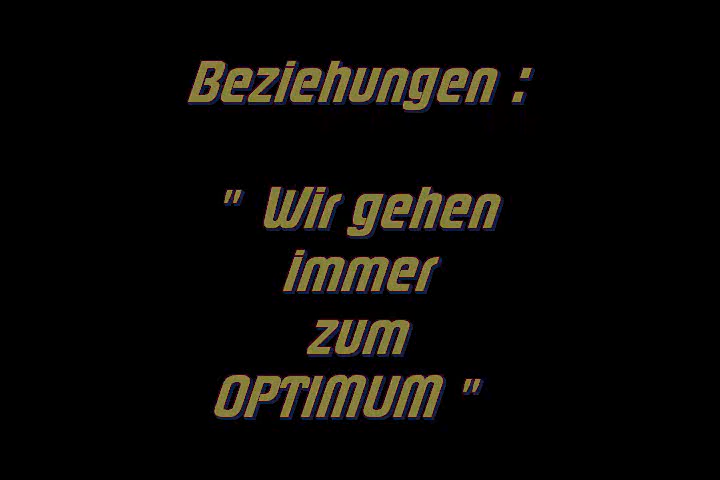 Beziehungen :
" Wir gehen
immer
zum
OPTIMUM "